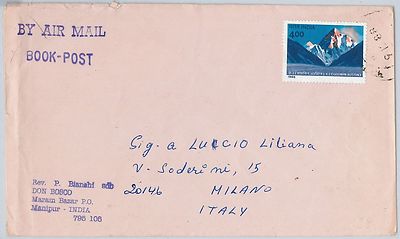 BY AIR MAIL
BOOK-POST
INDIA
4.00
Sig.a LUCCIO Liliana
V. Soderini, 15
20146 MILANO
ITALY
Rev. P. Bianchi sdb
DON BOSCO
Maram Bazar P.O.
Manipur - INDIA
795 105